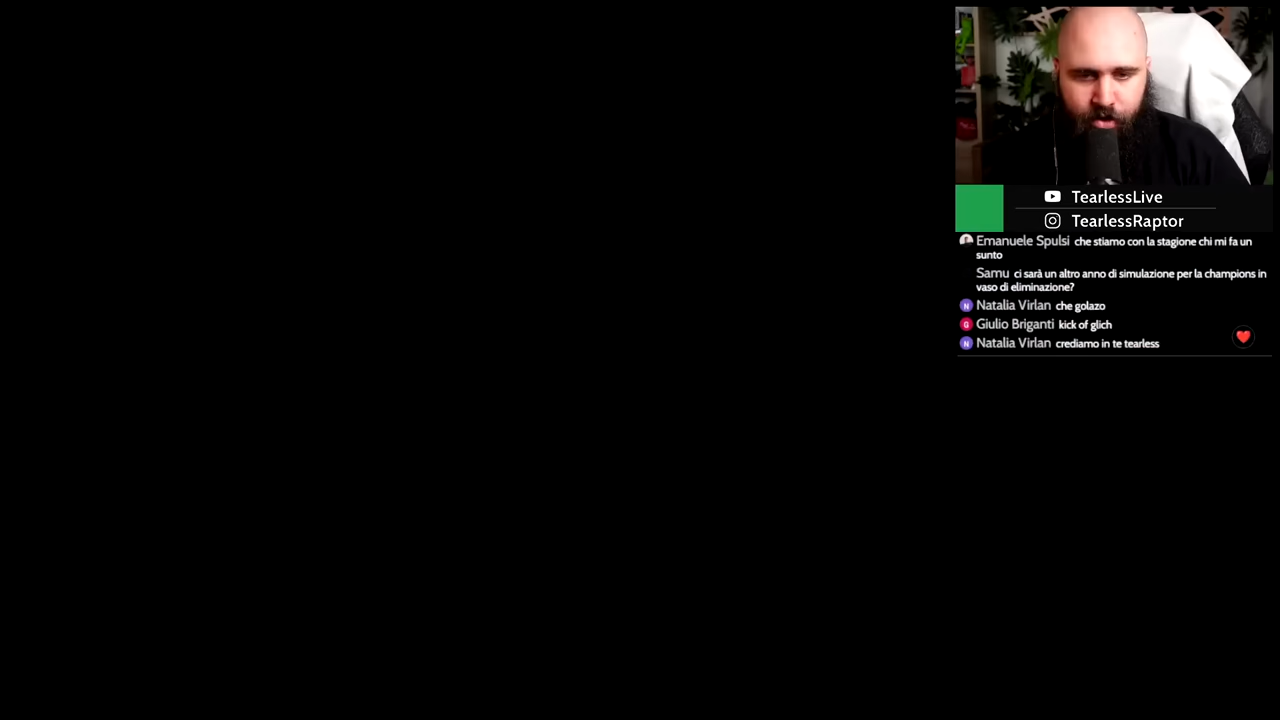 TearlessLive
TearlessRaptor
Emanuele Spulsi che stiamo con la stagione chi mi fa un
sunto
Samu ci sarà un altro anno di simulazione per la champions in
vaso di eliminazione?
N Natalia Virlan che golazo
G Giulio Briganti kick of glich
N Natalia Virlan crediamo in te tearless